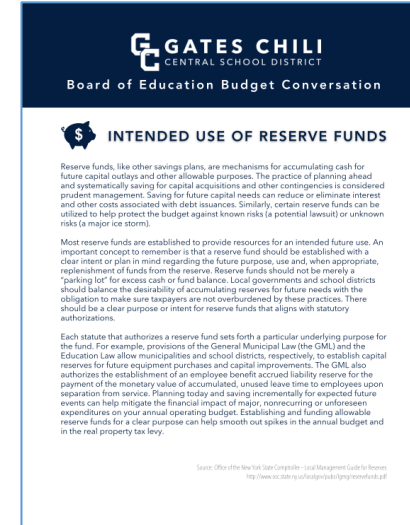 GATES CHILI
CENTRAL SCHOOL DISTRICT
Board of Education Budget Conversation
$
INTENDED USE OF RESERVE FUNDS
Reserve funds, like other savings plans, are mechanisms for accumulating cash for
future capital outlays and other allowable purposes. The practice of planning ahead
and systematically saving for capital acquisitions and other contingencies is considered
prudent management. Saving for future capital needs can reduce or eliminate interest
and other costs associated with debt issuances. Similarly, certain reserve funds can be
utilized to help protect the budget against known risks (a potential lawsuit) or unknown
risks (a major ice storm).
Most reserve funds are established to provide resources for an intended future use. An
important concept to remember is that a reserve fund should be established with a
clear intent or plan in mind regarding the future purpose, use and, when appropriate,
replenishment of funds from the reserve. Reserve funds should not be merely a
"parking lot" for excess cash or fund balance. Local governments and school districts
should balance the desirability of accumulating reserves for future needs with the
obligation to make sure taxpayers are not overburdened by these practices. There
should be a clear purpose or intent for reserve funds that aligns with statutory
authorizations.
Each statute that authorizes a reserve fund sets forth a particular underlying purpose for
the fund. For example, provisions of the General Municipal Law (the GML) and the
Education Law allow municipalities and school districts, respectively, to establish capital
reserves for future equipment purchases and capital improvements. The GML also
authorizes the establishment of an employee benefit accrued liability reserve for the
payment of the monetary value of accumulated, unused leave time to employees upon
separation from service. Planning today and saving incrementally for expected future
events can help mitigate the financial impact of major, nonrecurring or unforeseen
expenditures on your annual operating budget. Establishing and funding allowable
reserve funds for a clear purpose can help smooth out spikes in the annual budget and
in the real property tax levy.
Source: Office of the New York State Comptroller - Local Management Guide for Reserves
http://www.osc.state.ny.us/localgov/pubs/lgmg/reservefunds.pdf